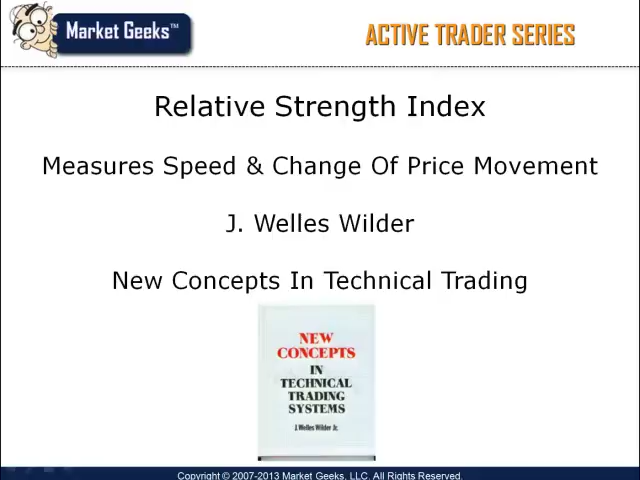 Market Geeks™
ACTIVE TRADER SERIES
Relative Strength Index
Measures Speed & Change Of Price Movement
J. Welles Wilder
New Concepts In Technical Trading
NEW
CONCEPTS
IN
TECHNICAL
TRADING
SYSTEMS
J. Welles Wilder Jr.
Copyright © 2007-2013 Market Geeks, LLC. All Rights Reserved.